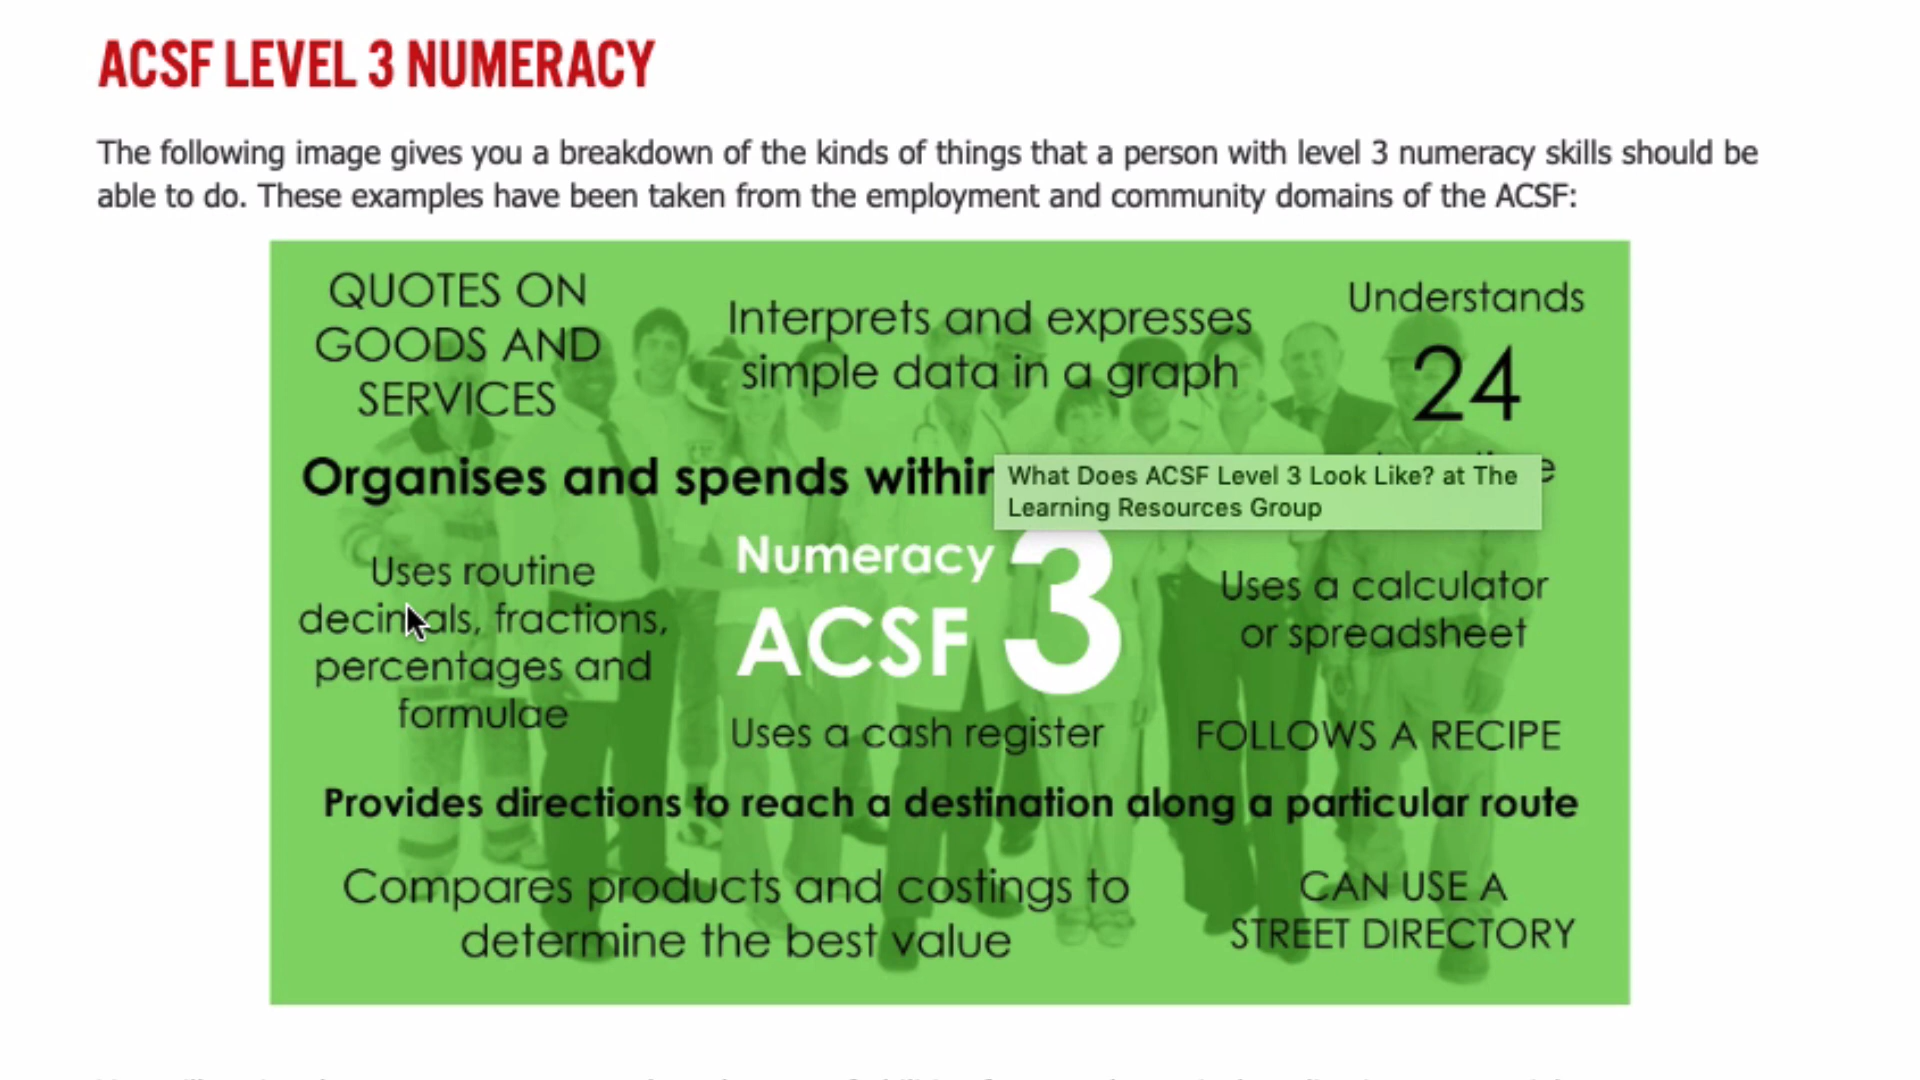 ACSF LEVEL 3 NUMERACY
The following image gives you a breakdown of the kinds of things that a person with level 3 numeracy skills should be
able to do. These examples have been taken from the employment and community domains of the ACSF:
QUOTES ON
GOODS AND
SERVICES
Interprets and expresses
simple data in a graph
Understands
24
Organises and spends within
What Does ACSF Level 3 Look Like? at The
Learning Resources Group
Uses routine
decimals, fractions,
percentages and
formulae
Numeracy
ACSF 3
Uses a calculator
or spreadsheet
Uses a cash register
FOLLOWS A RECIPE
Provides directions to reach a destination along a particular route
Compares products and costings to
determine the best value
CAN USE A
STREET DIRECTORY